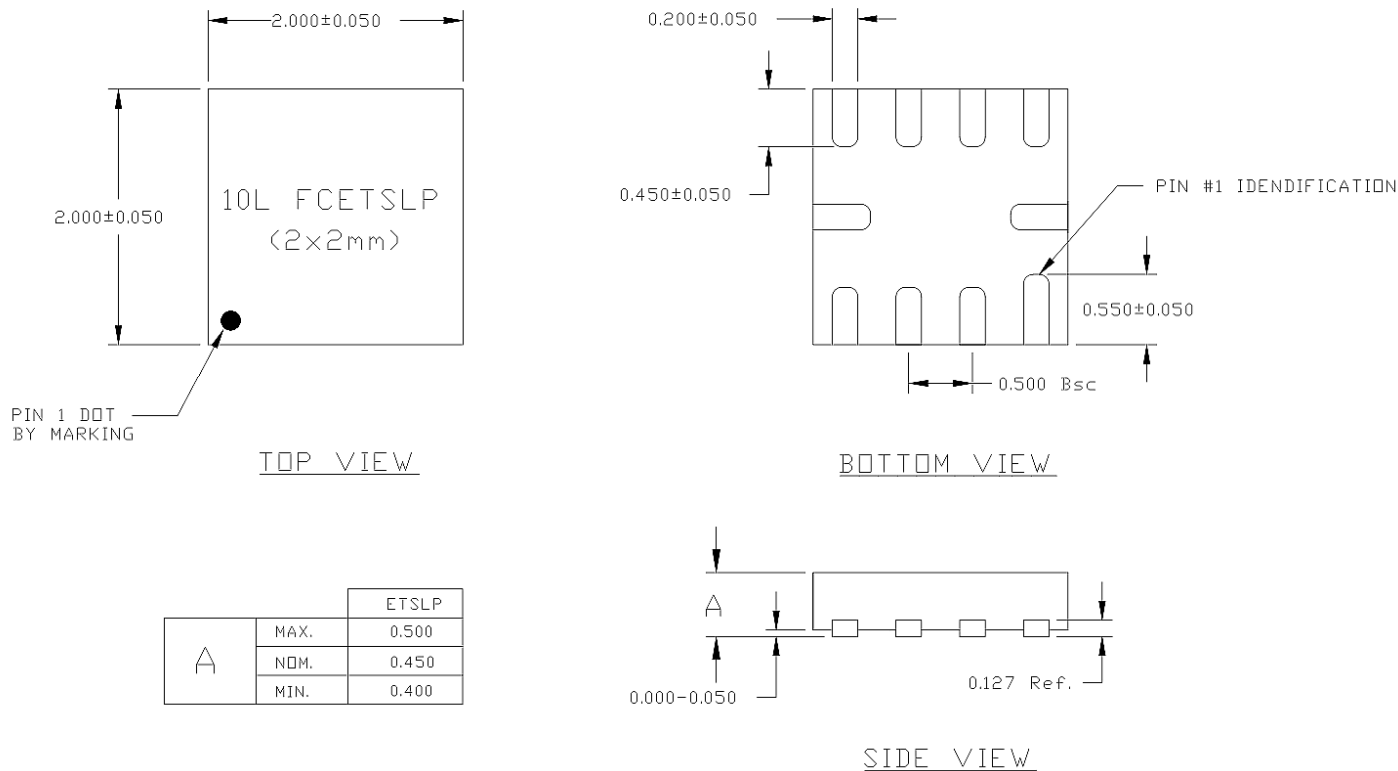 2.000±0.050
2.000±0.050
10L FCETSLP
(2x2mm)
PIN 1 DOT
BY MARKING
TOP VIEW
0.200±0.050
0.450±0.050
PIN #1 IDENDIFICATION
0.550±0.050
0.500 Bsc
BOTTOM VIEW
ETSLP
A
MAX. 0.500
NOM. 0.450
MIN. 0.400
A
0.000-0.050
0.127 Ref.
SIDE VIEW